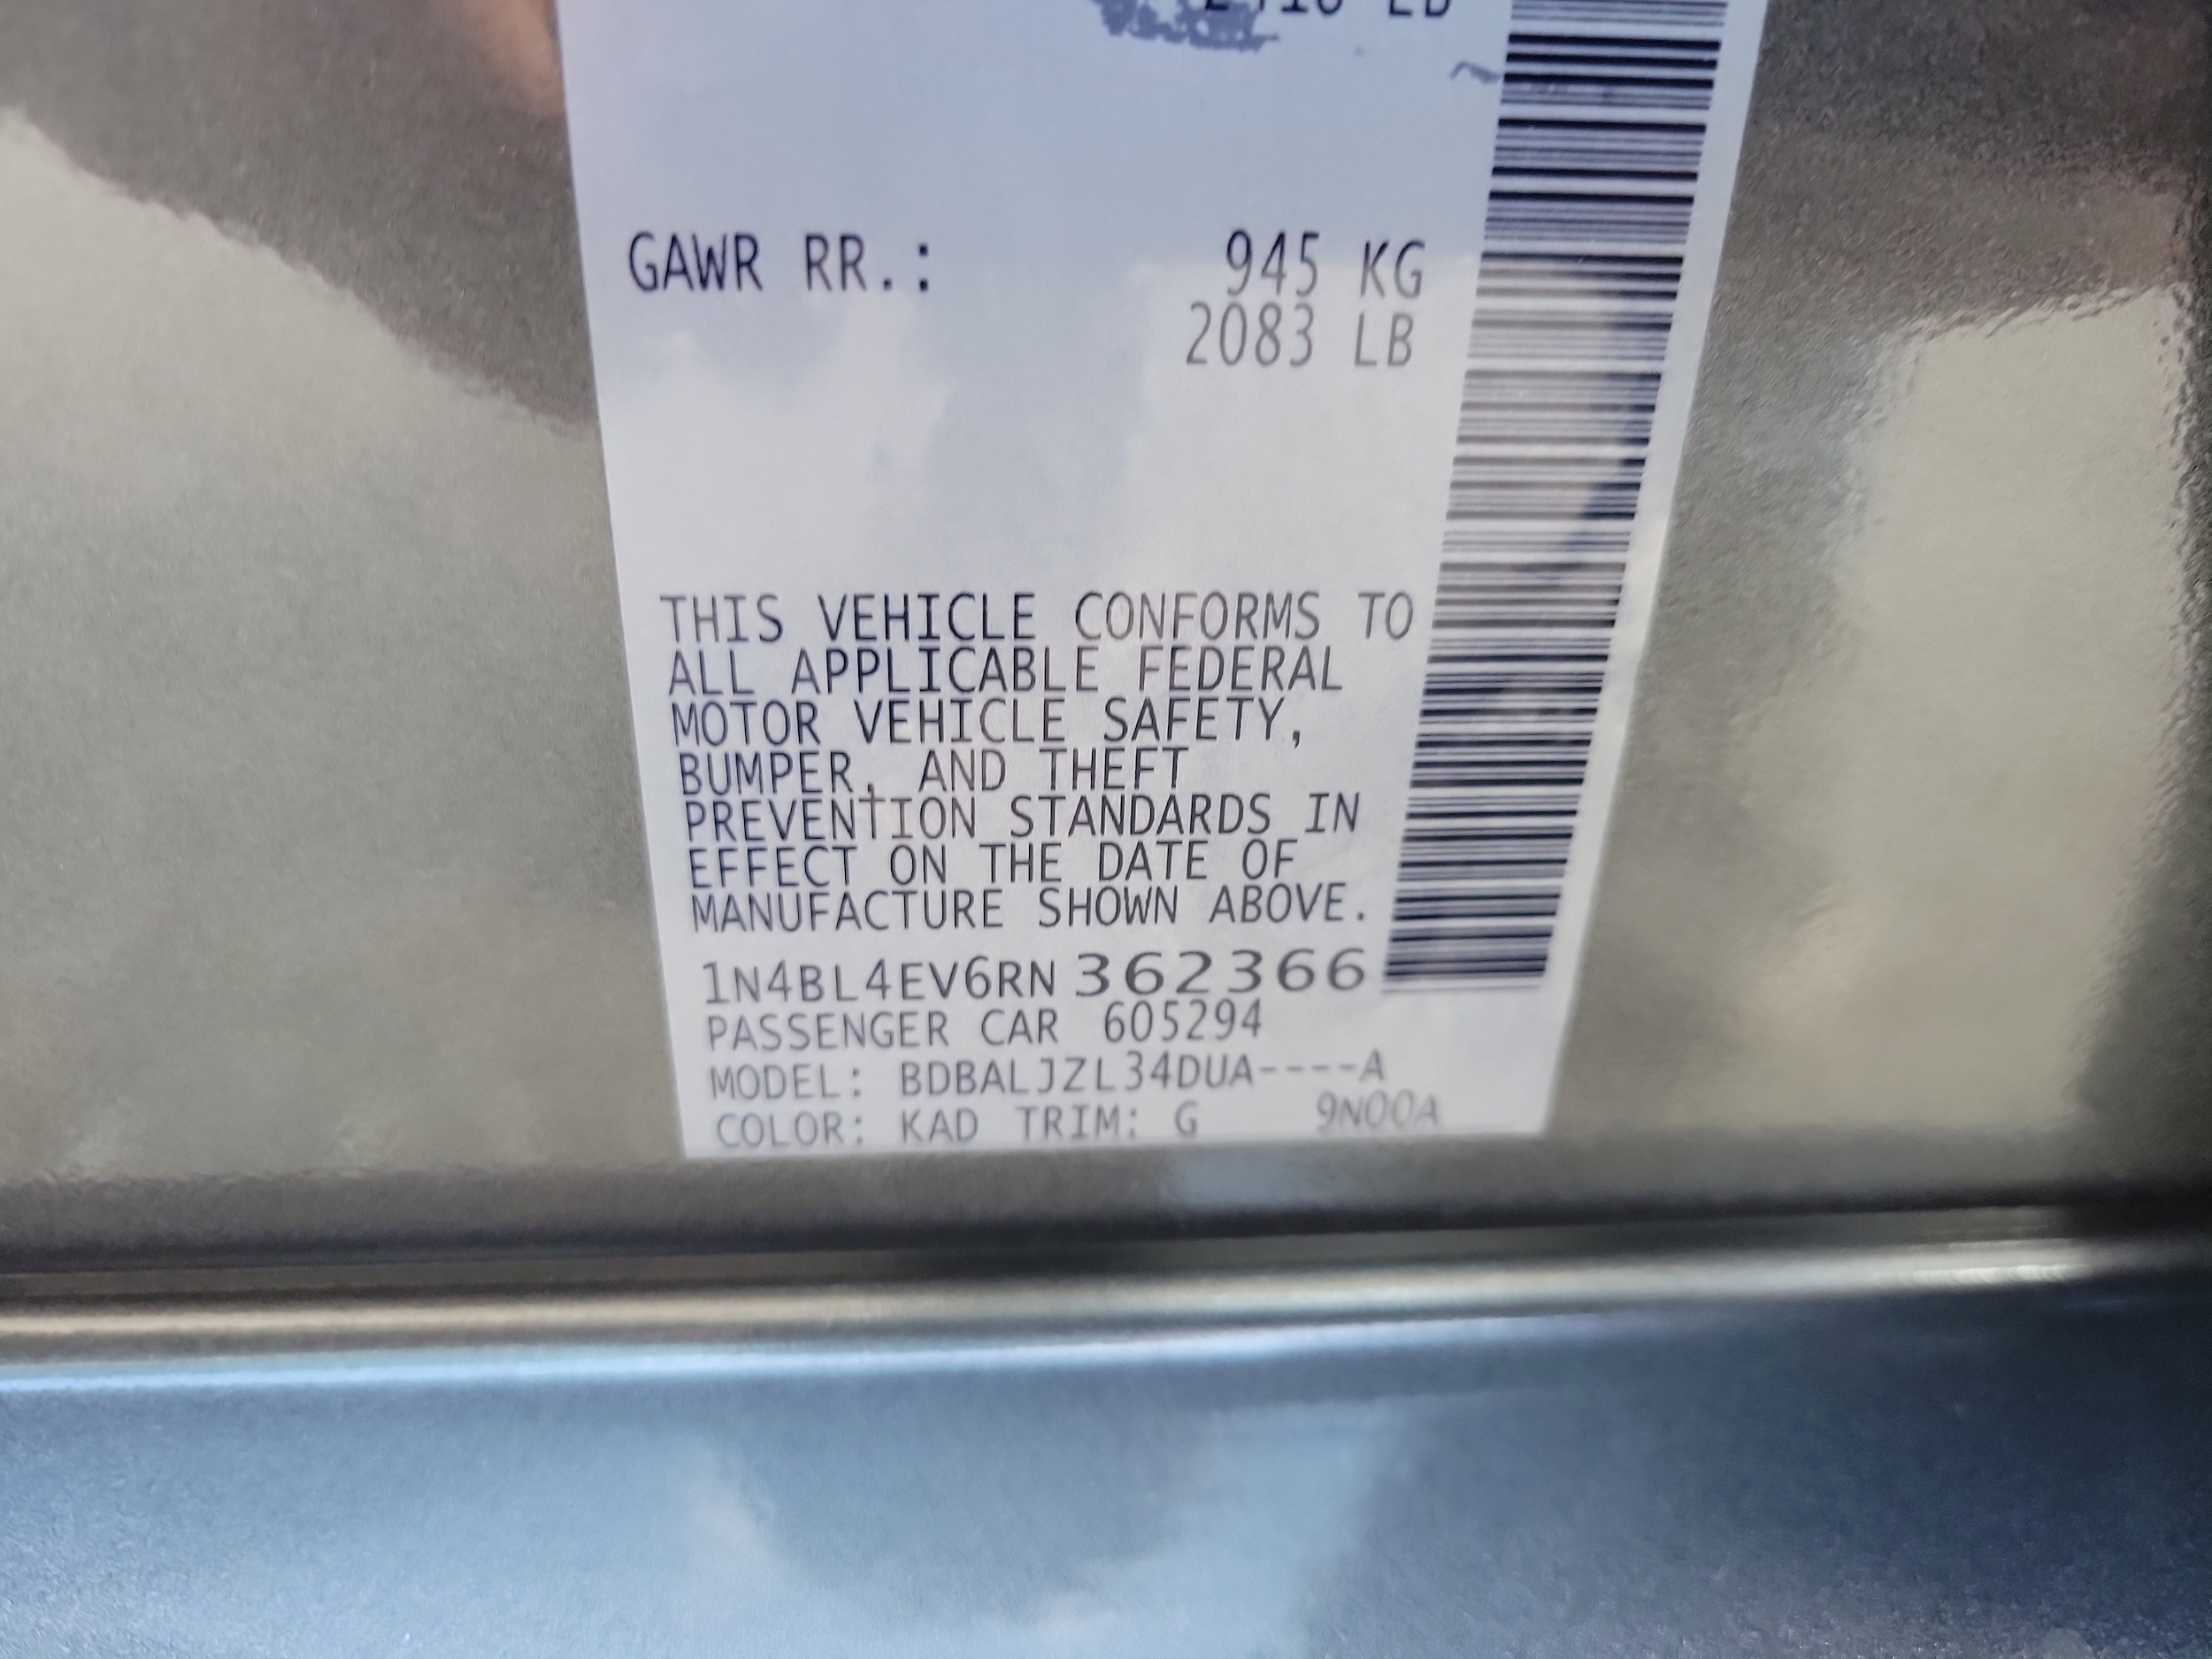 GAWR RR.: 945 KG
2083 LB
THIS VEHICLE CONFORMS TO
ALL APPLICABLE FEDERAL
MOTOR VEHICLE SAFETY,
BUMPER, AND THEFT
PREVENTION STANDARDS IN
EFFECT ON THE DATE OF
MANUFACTURE SHOWN ABOVE.
1N4BL4EV6RN 362366
PASSENGER CAR 605294
MODEL: BDBALJZL34DUA----A
COLOR: KAD TRIM: G 9N00A